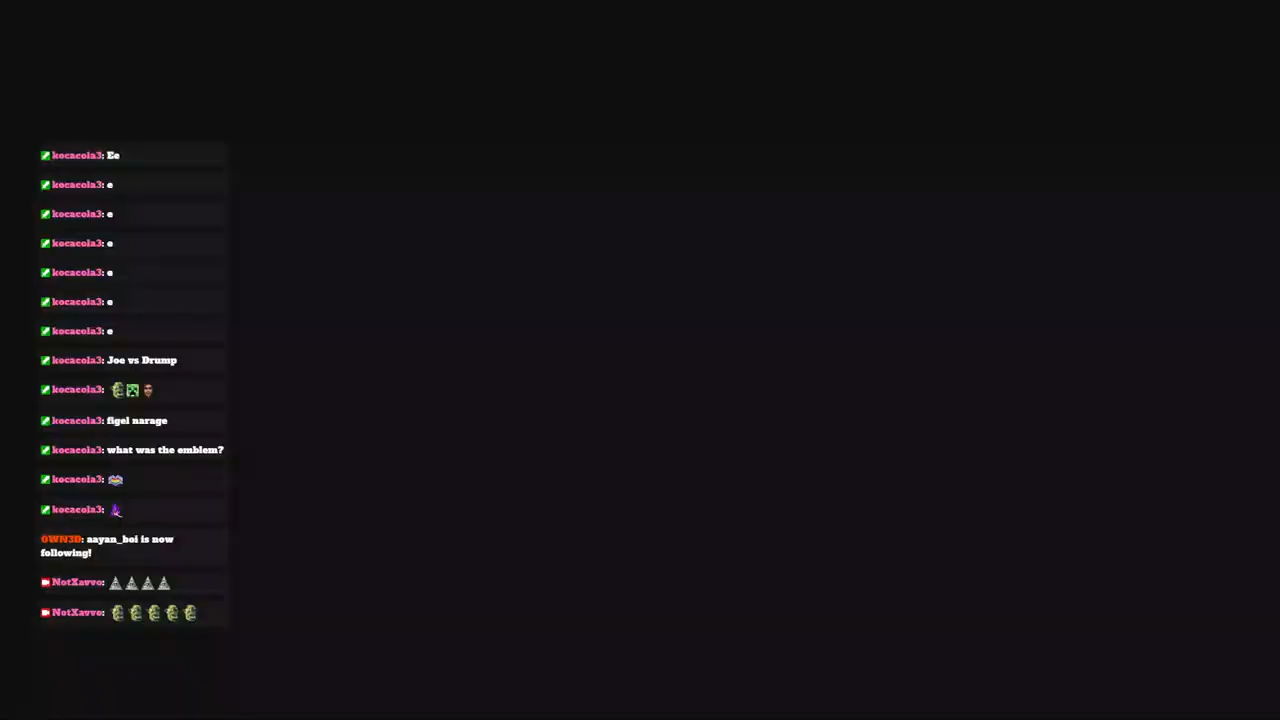 kocacola3: Ee
kocacola3: e
kocacola3: e
kocacola3: e
kocacola3: e
kocacola3: e
kocacola3: e
kocacola3: Joe vs Drump
kocacola3:
kocacola3: figel narage
kocacola3: what was the emblem?
kocacola3:
kocacola3:
OWN3D: aayan_boi is now
following!
NotXavvo:
NotXavvo: